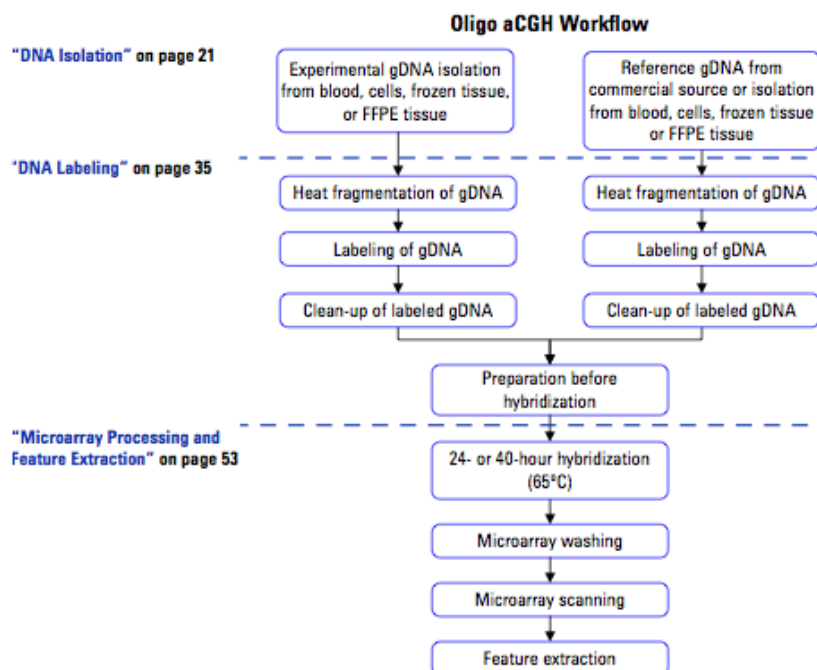 Oligo aCGH Workflow
"DNA Isolation" on page 21
Experimental gDNA isolation
from blood, cells, frozen tissue,
or FFPE tissue
Reference gDNA from
commercial source or isolation
from blood, cells, frozen tissue
or FFPE tissue
"DNA Labeling" on page 35
Heat fragmentation of gDNA
Heat fragmentation of gDNA
Labeling of gDNA
Labeling of gDNA
Clean-up of labeled gDNA
Clean-up of labeled gDNA
Preparation before
hybridization
"Microarray Processing and
Feature Extraction" on page 53
24- or 40-hour hybridization
(65ºC)
Microarray washing
Microarray scanning
Feature extraction